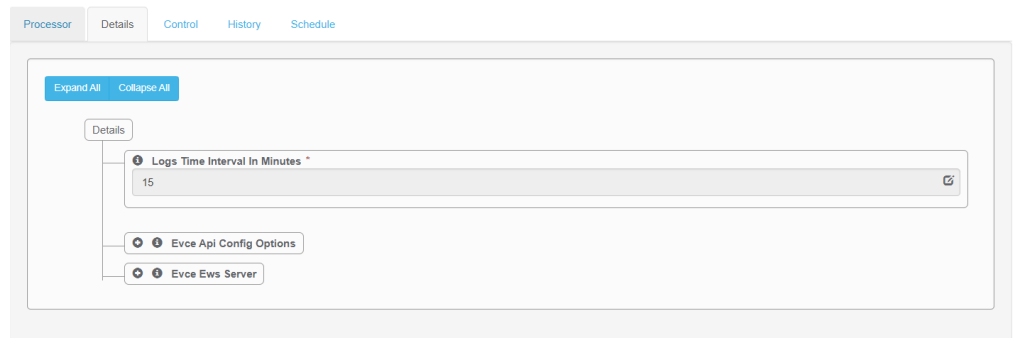 Processor Details Control History Schedule
Expand All Collapse All
Details
Logs Time Interval In Minutes *
15
Evce Api Config Options
Evce Ews Server